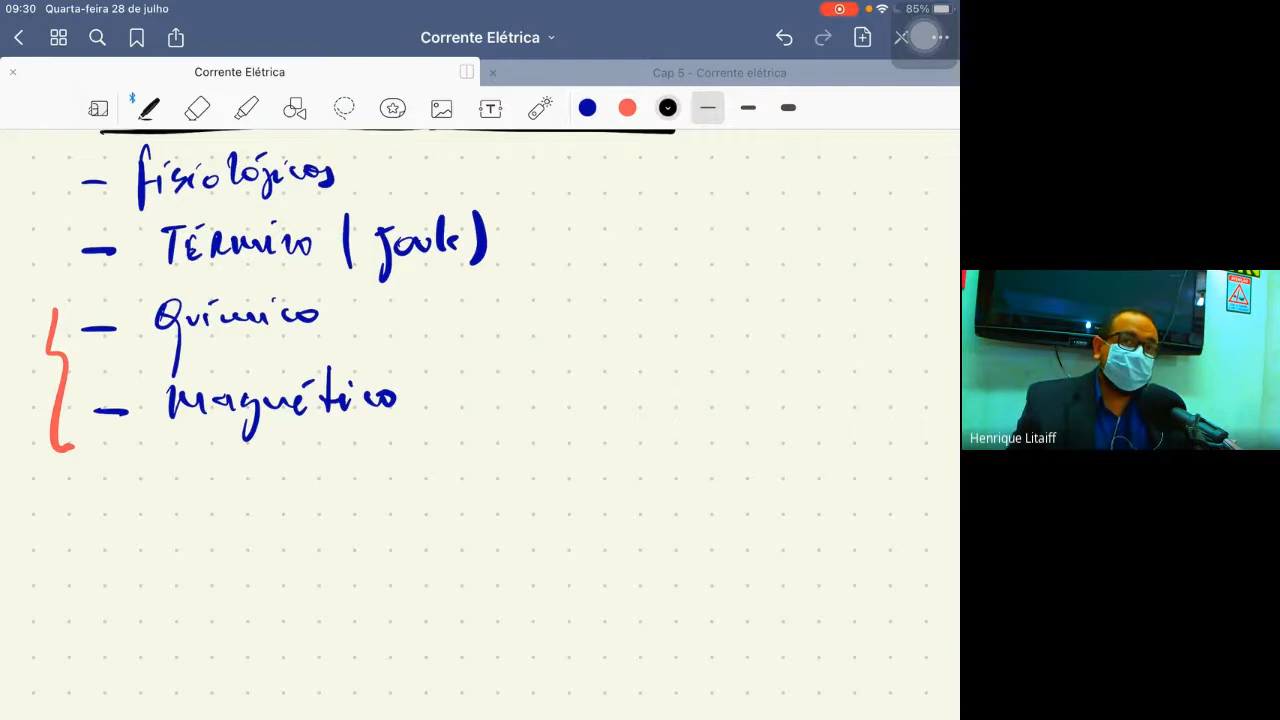 09:30 Quarta-feira 28 de julho
85%
Corrente Elétrica
Corrente Elétrica
Cap 5 - Corrente elétrica
- fisiológicos
- TÉRMICO (Joule)
- Químico
- Magnético
Henrique Litaiff